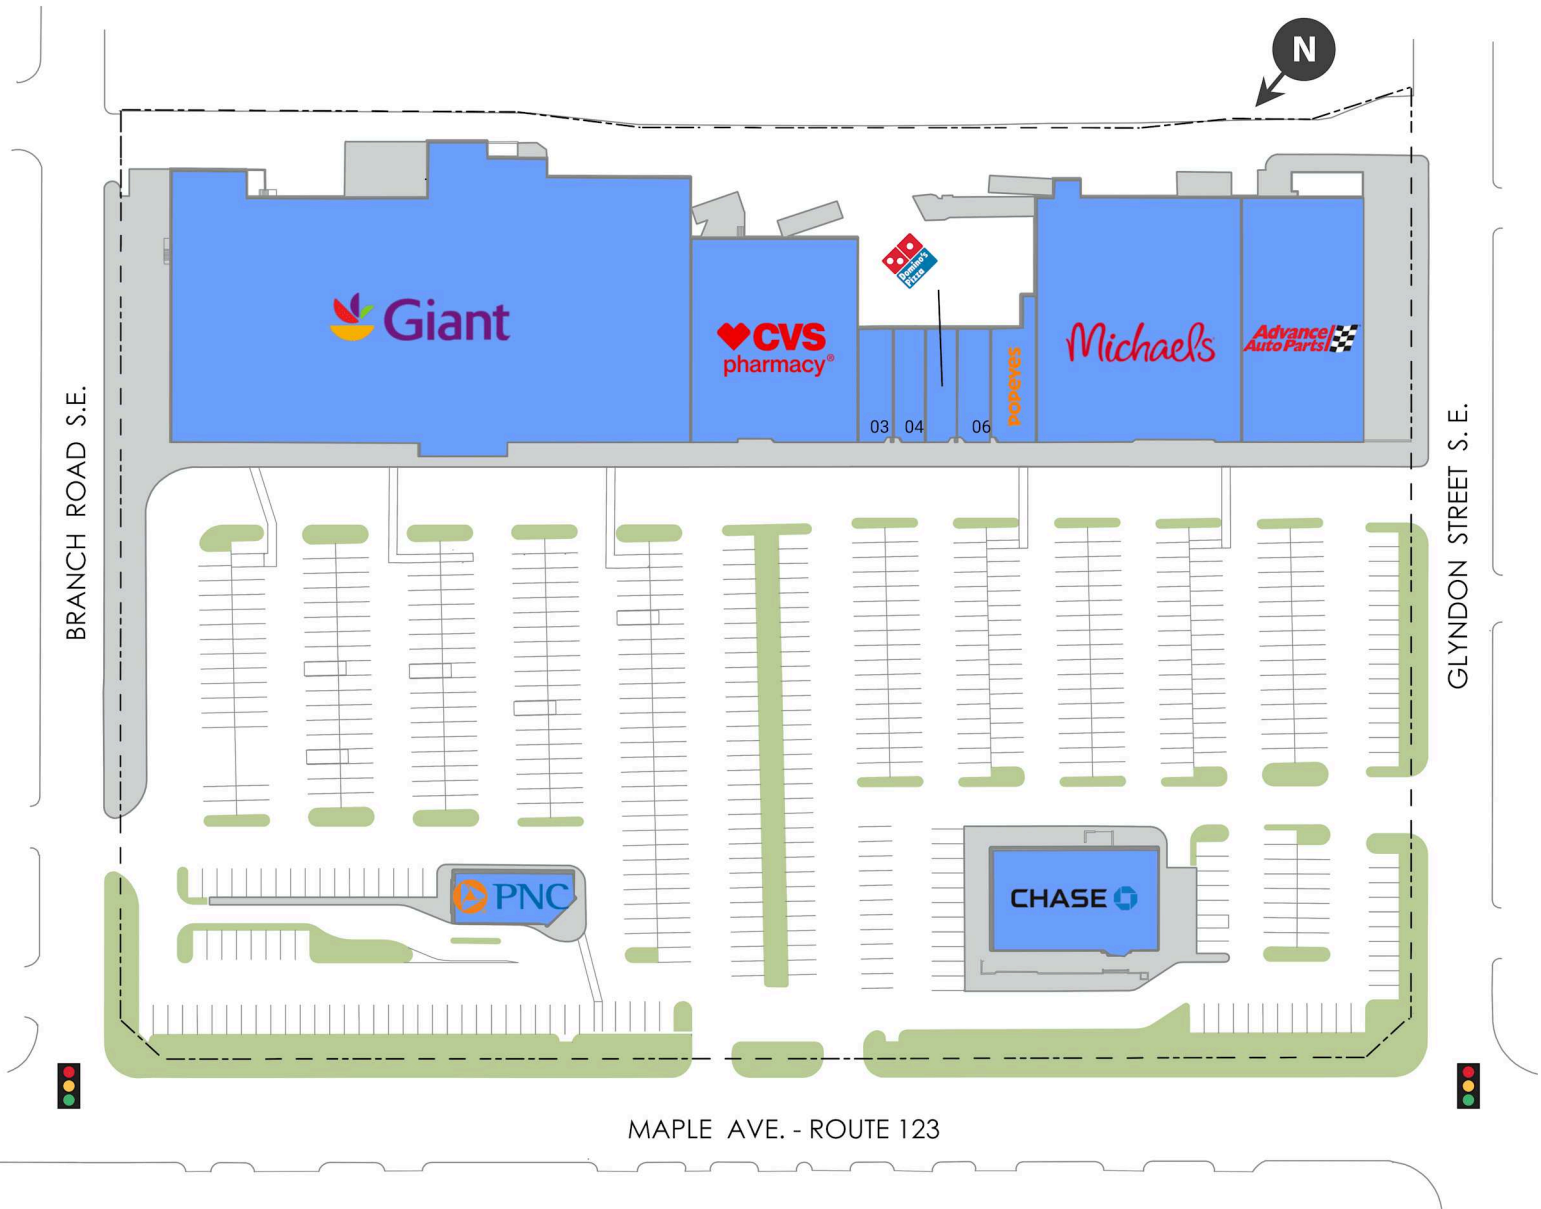 N
Domino's
Pizza
Giant
CVS
pharmacy®
03
04
06
POPEYES
Michaels
Advance
Auto Parts
BRANCH ROAD S.E.
GLYNDON STREET S. E.
PNC
CHASE
MAPLE AVE. - ROUTE 123